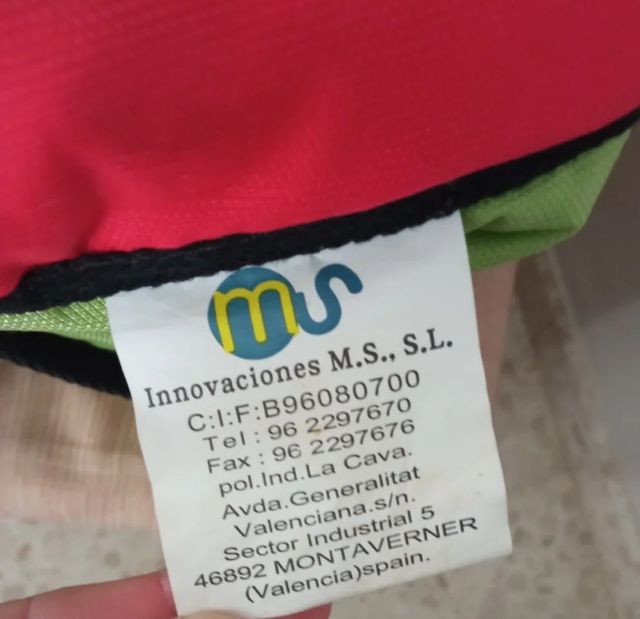 ms
Innovaciones M.S., S.L.
C:I:F:B96080700
Tel : 96 2297670
Fax : 96 2297676
pol.Ind.La Cava.
Avda.Generalitat
Valenciana.s/n.
Sector Industrial 5
46892 MONTAVERNER
(Valencia)spain.